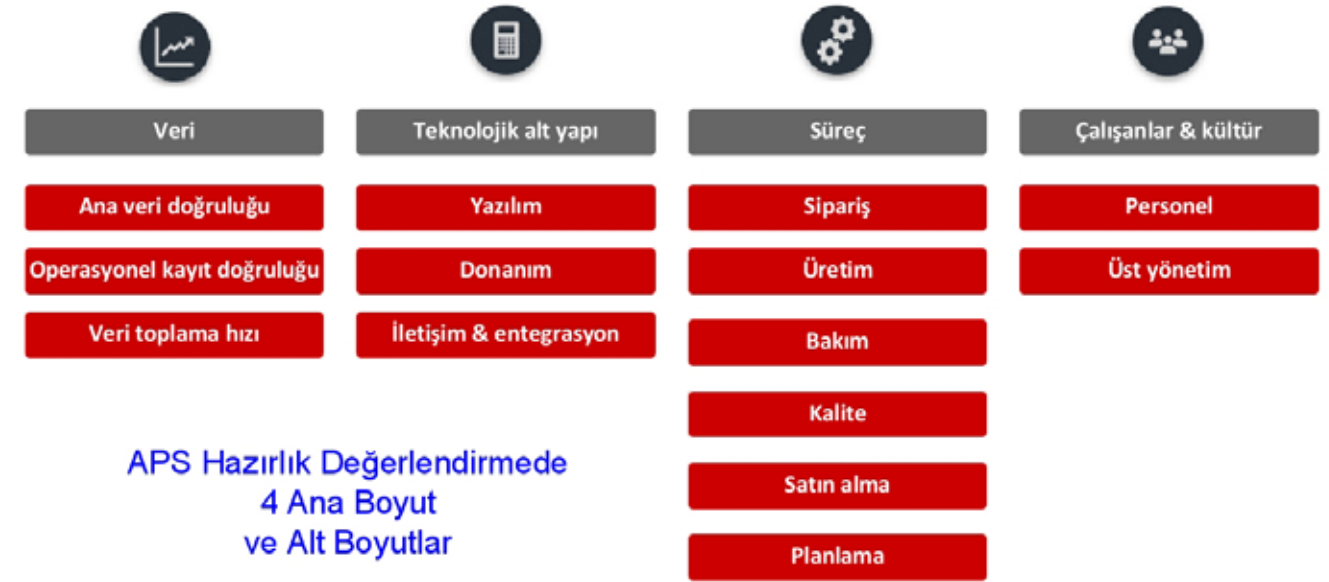 Veri
Teknolojik alt yapı
Süreç
Çalışanlar & kültür
Ana veri doğruluğu
Yazılım
Sipariş
Personel
Operasyonel kayıt doğruluğu
Donanım
Üretim
Üst yönetim
Veri toplama hızı
İletişim & entegrasyon
Bakım
Kalite
Satın alma
Planlama
APS Hazırlık Değerlendirmede
4 Ana Boyut
ve Alt Boyutlar